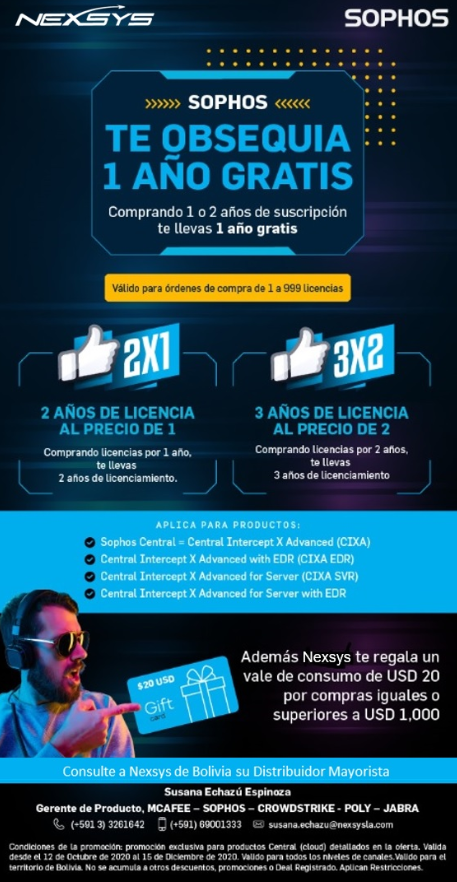 NEXSYS
SOPHOS
»»»» SOPHOS ««««
TE OBSEQUIA
1 AÑO GRATIS
Comprando 1 o 2 años de suscripción
te llevas 1 año gratis
Válido para órdenes de compra de 1 a 999 licencias
2X1
3X2
2 AÑOS DE LICENCIA
AL PRECIO DE 1
Comprando licencias por 1 año,
te llevas
2 años de licenciamiento.
3 AÑOS DE LICENCIA
AL PRECIO DE 2
Comprando licencias por 2 años,
te llevas
3 años de licenciamiento
APLICA PARA PRODUCTOS:
Sophos Central = Central Intercept X Advanced (CIXA)
Central Intercept X Advanced with EDR (CIXA EDR)
Central Intercept X Advanced for Server (CIXA SVR)
Central Intercept X Advanced for Server with EDR
$20 USD
Gift
card
Además Nexsys te regala un
vale de consumo de USD 20
por compras iguales o
superiores a USD 1,000
Consulte a Nexsys de Bolivia su Distribuidor Mayorista
Susana Echazú Espinoza
Gerente de Producto, MCAFEE – SOPHOS – CROWDSTRIKE - POLY – JABRA
(+591 3) 3261642 (+591) 69001333 susana.echazu@nexsysla.com
Condiciones de la promoción: promoción exclusiva para productos Central (cloud) detallados en la oferta. Valida
desde el 12 de Octubre de 2020 al 15 de Diciembre de 2020. Valido para todos los niveles de canales.Valido para el
territorio de Bolivia. No se acumula a otros descuentos, promociones o Deal Registrado. Aplican Restricciones.